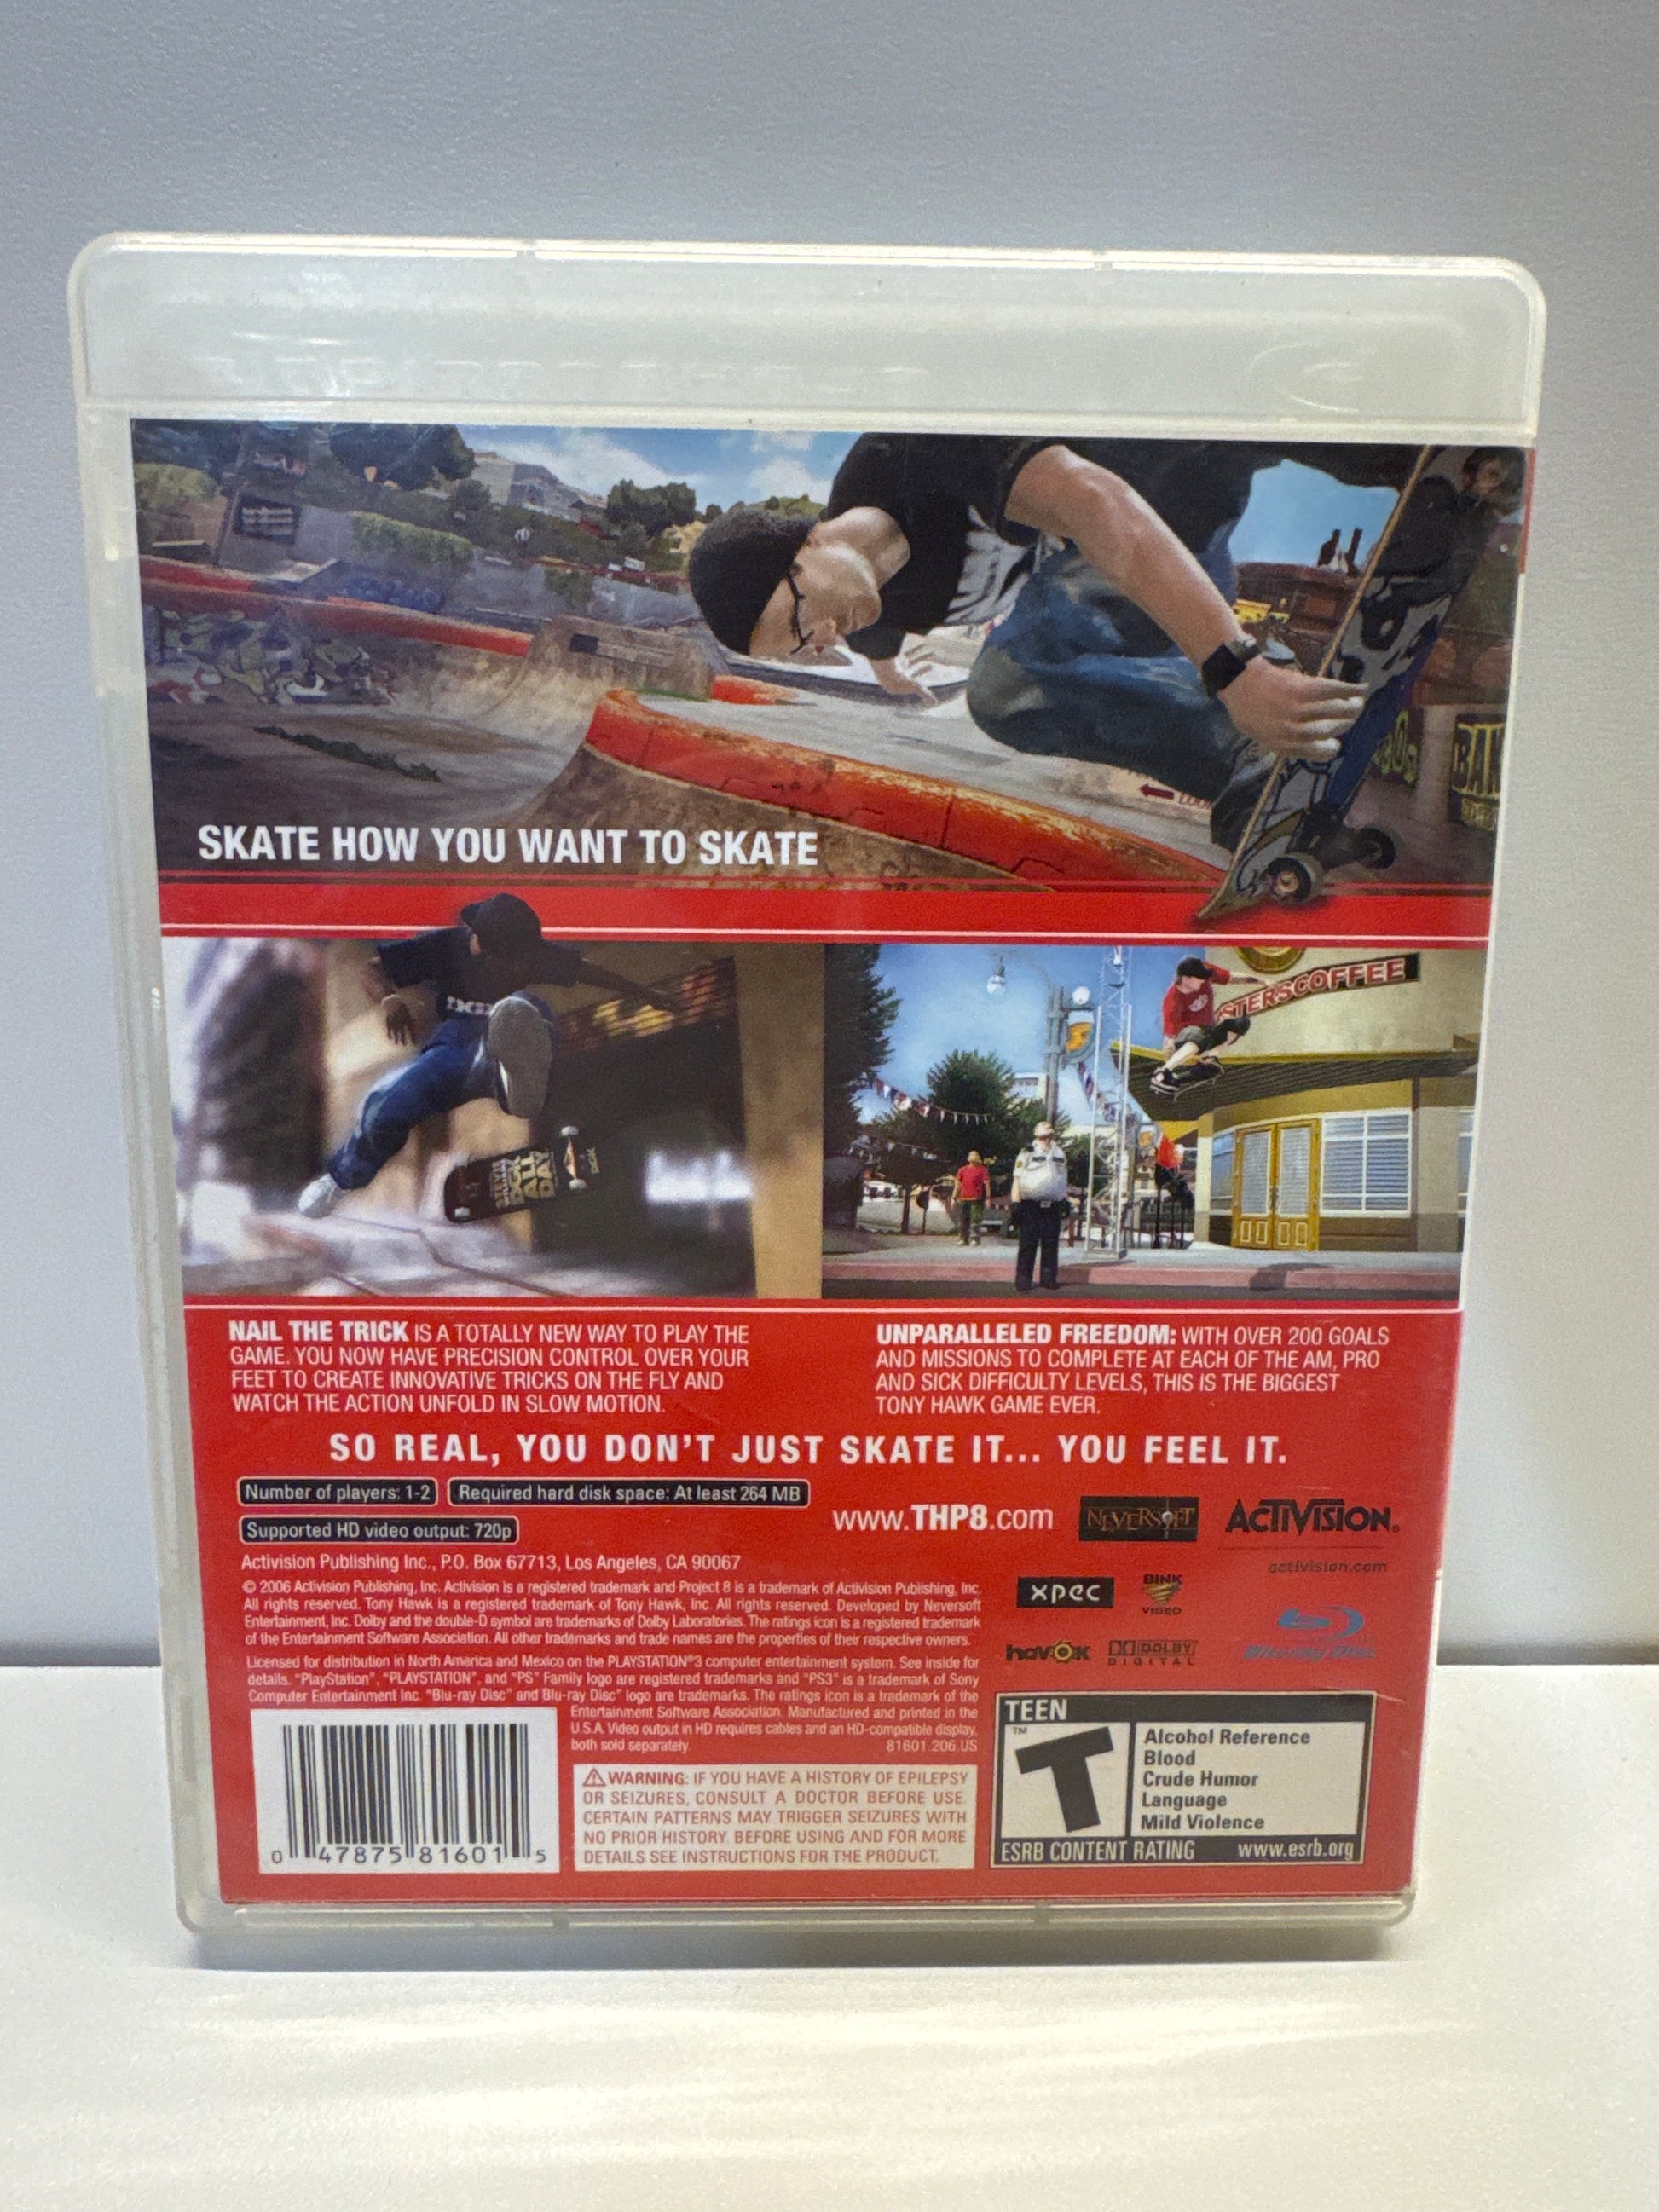 SKATE HOW YOU WANT TO SKATE
STERSCOFFEE
NAIL THE TRICK IS A TOTALLY NEW WAY TO PLAY THE
GAME. YOU NOW HAVE PRECISION CONTROL OVER YOUR
FEET TO CREATE INNOVATIVE TRICKS ON THE FLY AND
WATCH THE ACTION UNFOLD IN SLOW MOTION.
UNPARALLELED FREEDOM: WITH OVER 200 GOALS
AND MISSIONS TO COMPLETE AT EACH OF THE AM, PRO
AND SICK DIFFICULTY LEVELS, THIS IS THE BIGGEST
TONY HAWK GAME EVER.
SO REAL, YOU DON'T JUST SKATE IT... YOU FEEL IT.
Number of players: 1-2
Required hard disk space: At least 264 MB
Supported HD video output: 720p
www.THP8.com
NEVERSOFT
ACTIVISION.
activision.com
Activision Publishing Inc., P.O. Box 67713, Los Angeles, CA 90067
© 2006 Activision Publishing, Inc. Activision is a registered trademark and Project 8 is a trademark of Activision Publishing, Inc.
All rights reserved. Tony Hawk is a registered trademark of Tony Hawk, Inc. All rights reserved. Developed by Neversoft
Entertainment, Inc. Dolby and the double-D symbol are trademarks of Dolby Laboratories. The ratings icon is a registered trademark
of the Entertainment Software Association. All other trademarks and trade names are the properties of their respective owners.
Licensed for distribution in North America and Mexico on the PLAYSTATION®3 computer entertainment system. See inside for
details. "PlayStation", "PLAYSTATION", and "PS" Family logo are registered trademarks and "PS3" is a trademark of Sony
Computer Entertainment Inc. "Blu-ray Disc" and Blu-ray Disc" logo are trademarks. The ratings icon is a trademark of the
Entertainment Software Association. Manufactured and printed in the
U.S.A. Video output in HD requires cables and an HD-compatible display,
both sold separately.
81601.206.US
xpec
BINK
VIDEO
havok
DOLBY
DIGITAL
Blu-ray Disc
0 47875 81601 5
WARNING: IF YOU HAVE A HISTORY OF EPILEPSY
OR SEIZURES, CONSULT A DOCTOR BEFORE USE.
CERTAIN PATTERNS MAY TRIGGER SEIZURES WITH
NO PRIOR HISTORY. BEFORE USING AND FOR MORE
DETAILS SEE INSTRUCTIONS FOR THE PRODUCT.
TEEN
T
TM
Alcohol Reference
Blood
Crude Humor
Language
Mild Violence
ESRB CONTENT RATING
www.esrb.org